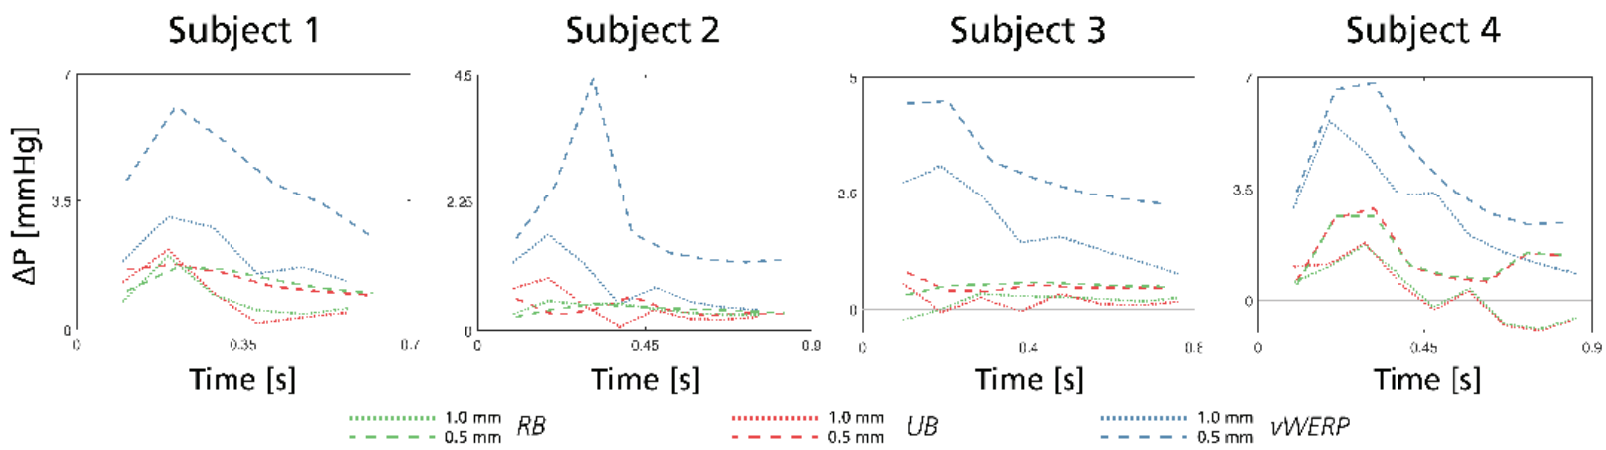 Subject 1 Subject 2 Subject 3 Subject 4
7 4.5 5 7
ΔP [mmHg]
3.5 2.25 2.5 3.5
0 0 0 0
0 0.35 0.7 0 0.45 0.9 0 0.4 0.8 0 0.45 0.9
Time [s] Time [s] Time [s] Time [s]
1.0 mm 1.0 mm 1.0 mm
RB UB vWERP
0.5 mm 0.5 mm 0.5 mm